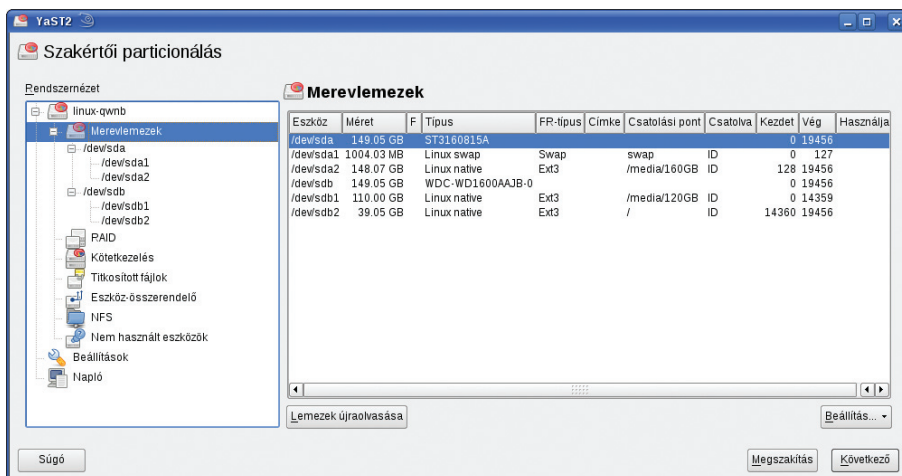 YaST2
Szakértői particionálás
Rendszernézet
linux-qwnb
Merevlemezek
/dev/sda
/dev/sda1
/dev/sda2
/dev/sdb
/dev/sdb1
/dev/sdb2
RAID
Kötetkezelés
Titkosított fájlok
Eszköz-összerendelő
NFS
Nem használt eszközök
Beállítások
Napló
Merevlemezek
Eszköz Méret F Típus FR-típus Címke Csatolási pont Csatolva Kezdet Vég Használja
/dev/sda 149.05 GB ST3160815A 0 19456
/dev/sda1 1004.03 MB Linux swap Swap swap ID 0 127
/dev/sda2 148.07 GB Linux native Ext3 /media/160GB ID 128 19456
/dev/sdb 149.05 GB WDC-WD1600AAJB-0 0 19456
/dev/sdb1 110.00 GB Linux native Ext3 /media/120GB ID 0 14359
/dev/sdb2 39.05 GB Linux native Ext3 / ID 14360 19456
Lemezek újraolvasása
Beállítás...
Súgó
Megszakítás
Következő